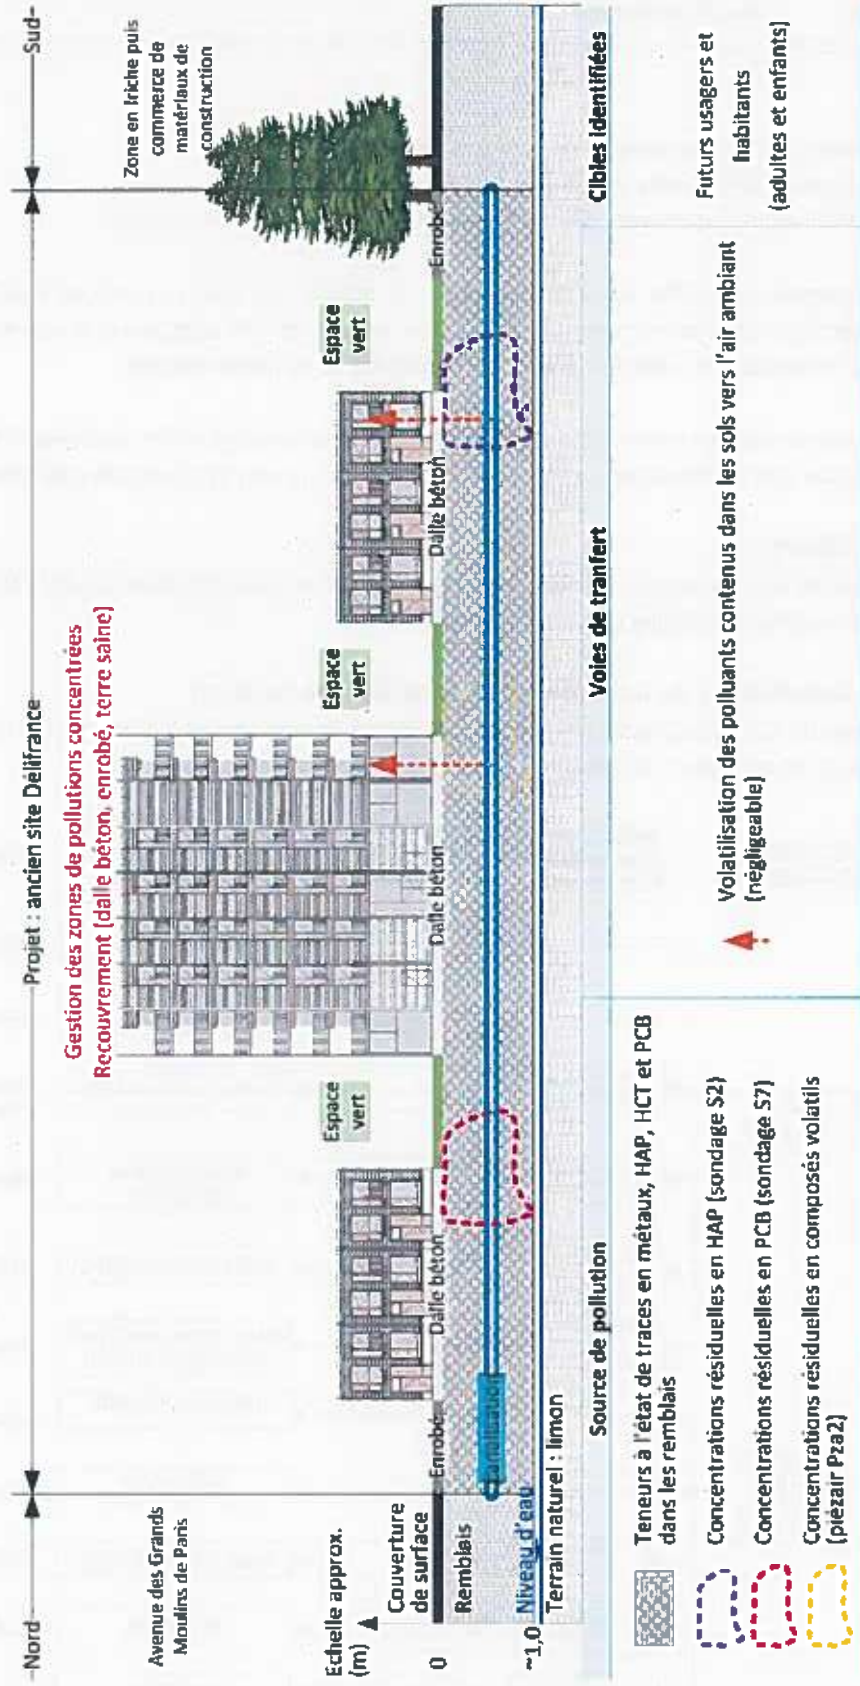 Nord
Projet : ancien site Délifrance
Sud
Avenue des Grands
Moulins de Paris
Gestion des zones de pollutions concentrées
Recouvrement (dalle béton, enrobé, terre saine)
Zone en friche puis
commerce de
matériaux de
construction
Echelle approx.
(m)
Espace
vert
Espace
vert
Espace
vert
Couverture
de surface
0
Enrobé
Dalle béton
Dalle béton
Dalle béton
Enrobé
Remblais
Canalisation
~1,0
Niveau d'eau
Terrain naturel : limon
Source de pollution
Voies de tranfert
Cibles identifiées
Teneurs à l'état de traces en métaux, HAP, HCT et PCB
dans les remblais
Concentrations résiduelles en HAP (sondage S2)
Concentrations résiduelles en PCB (sondage S7)
Concentrations résiduelles en composés volatils
(piézair Pza2)
Volatilisation des polluants contenus dans les sols vers l'air ambiant
(négligeable)
Futurs usagers et
habitants
(adultes et enfants)